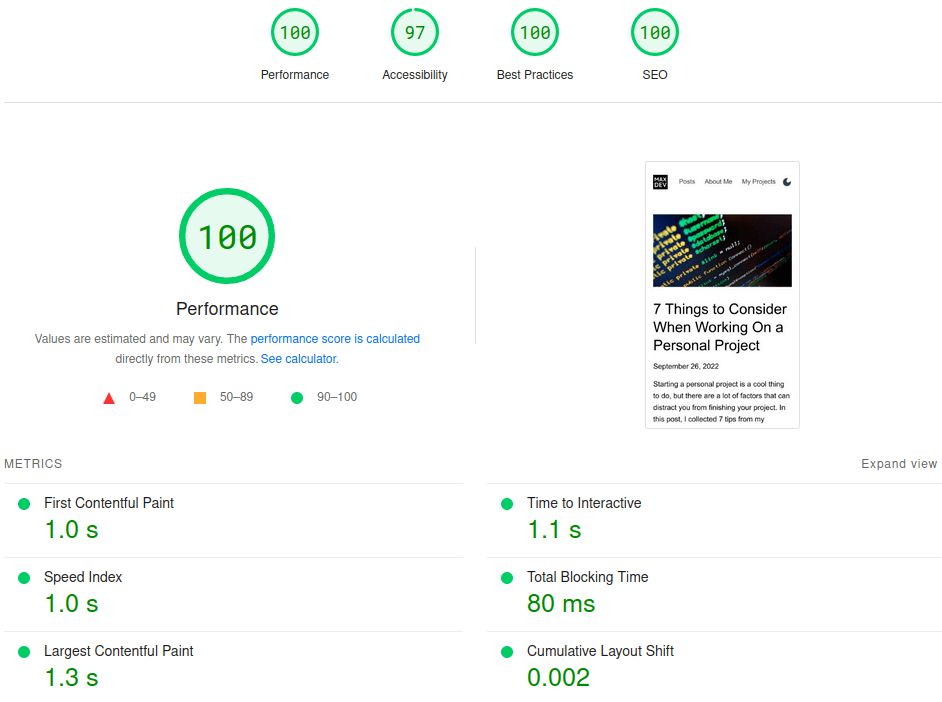 100
97
100
100
Performance
Accessibility
Best Practices
SEO
100
Performance
Values are estimated and may vary. The performance score is calculated
directly from these metrics. See calculator.
0–49
50–89
90–100
MAX
DEV
Posts
About Me
My Projects
7 Things to Consider
When Working On a
Personal Project
September 26, 2022
Starting a personal project is a cool thing
to do, but there are a lot of factors that can
distract you from finishing your project. In
this post, I collected 7 tips from my
METRICS
Expand view
First Contentful Paint
1.0 s
Time to Interactive
1.1 s
Speed Index
1.0 s
Total Blocking Time
80 ms
Largest Contentful Paint
1.3 s
Cumulative Layout Shift
0.002